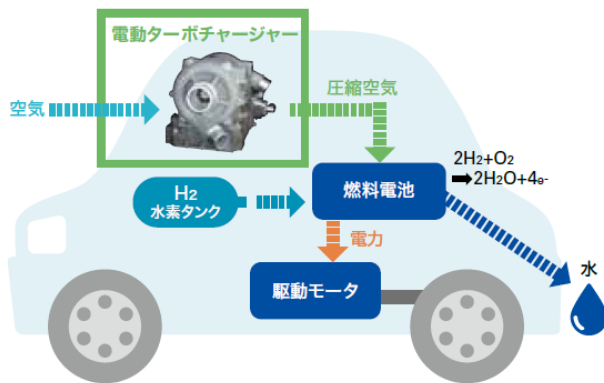 電動ターボチャージャー
空気
圧縮空気
2H2+O2
➡2H2O+4e-
H2
水素タンク
燃料電池
電力
駆動モータ
水